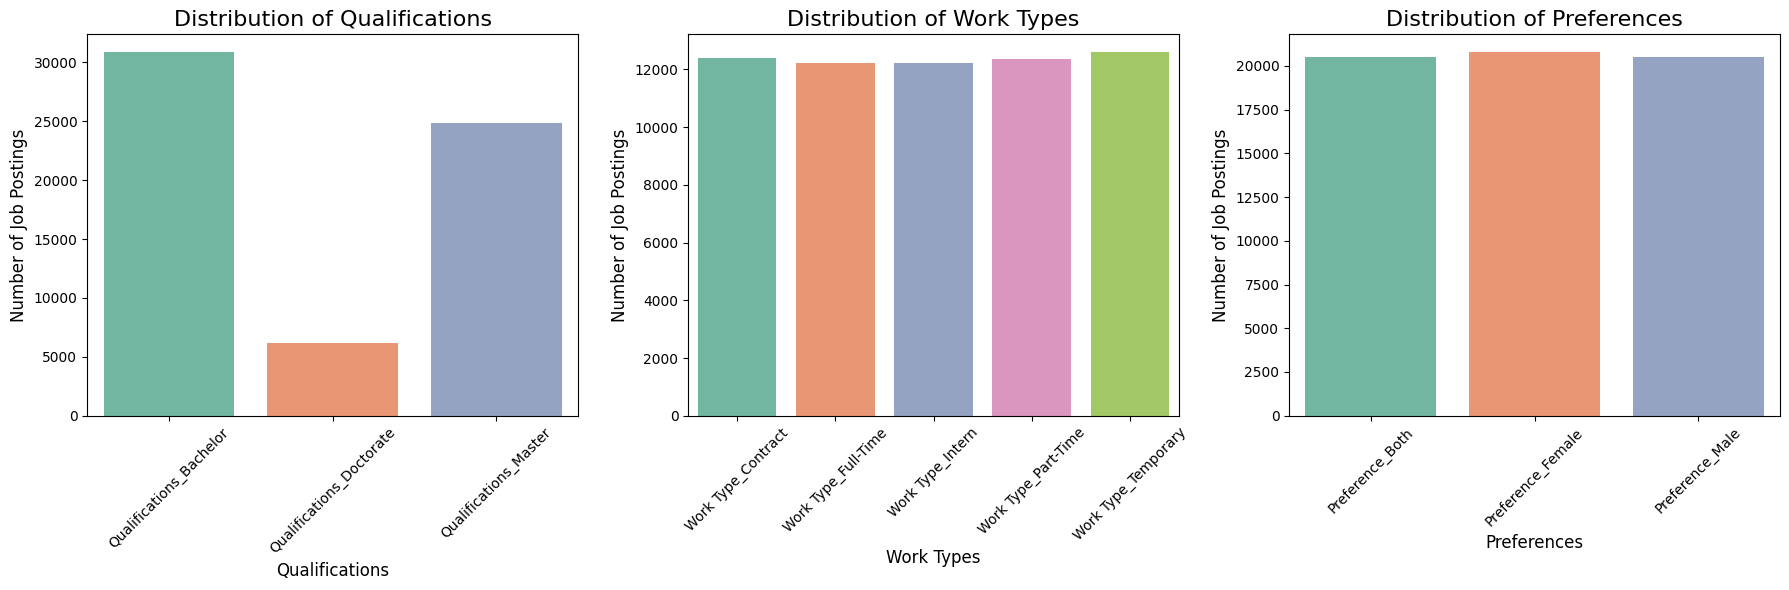 Distribution of Qualifications
Number of Job Postings
30000
25000
20000
15000
10000
5000
0
Qualifications_Bachelor
Qualifications_Doctorate
Qualifications_Master
Qualifications
Distribution of Work Types
Number of Job Postings
12000
10000
8000
6000
4000
2000
0
Work Type_Contract
Work Type_Full-Time
Work Type_Intern
Work Type_Part-Time
Work Type_Temporary
Work Types
Distribution of Preferences
Number of Job Postings
20000
17500
15000
12500
10000
7500
5000
2500
0
Preference_Both
Preference_Female
Preference_Male
Preferences